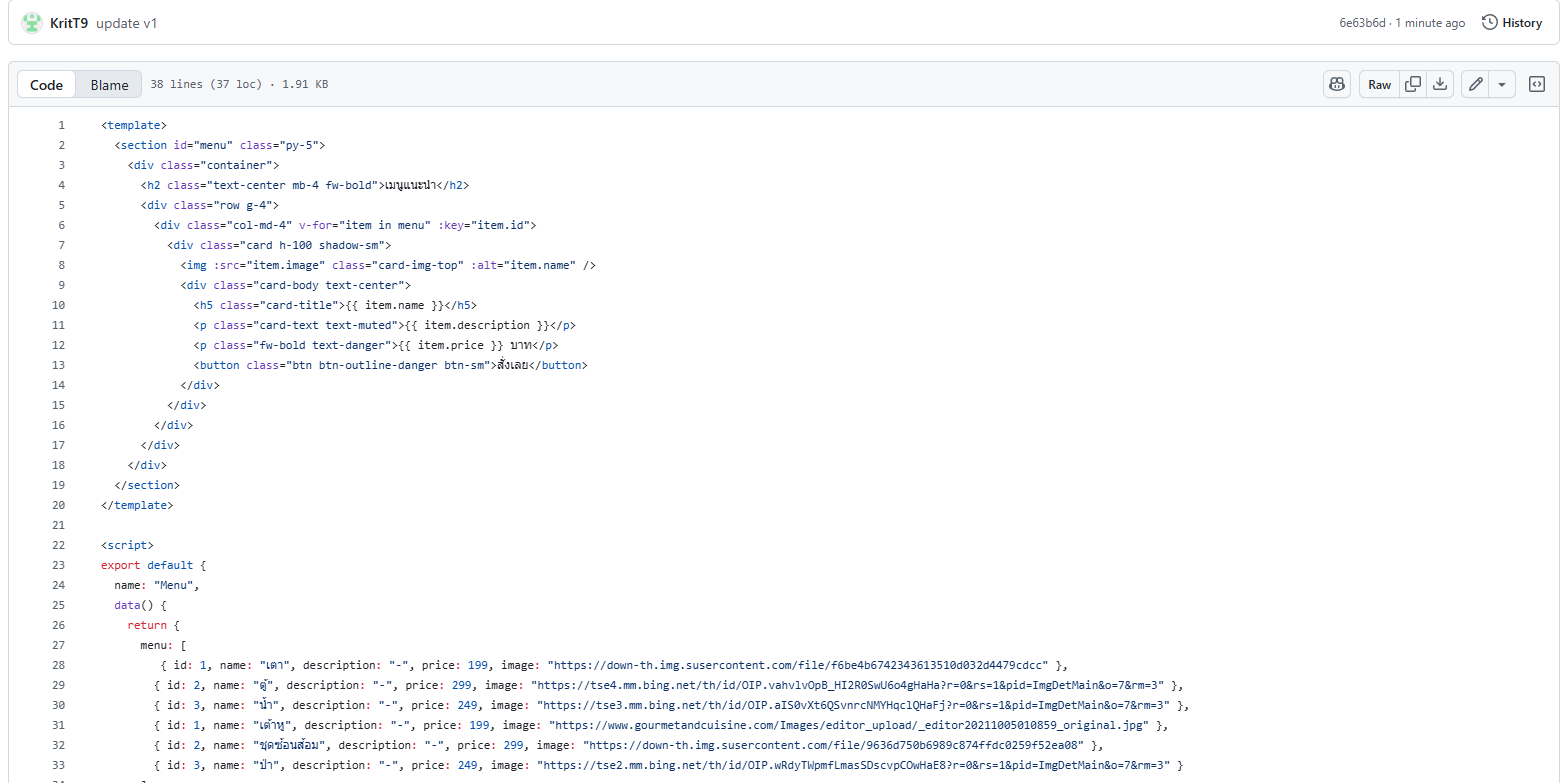 KritT9 update v1 6e63b6d · 1 minute ago History
Code Blame 38 lines (37 loc) · 1.91 KB Raw
1 <template>
2 <section id="menu" class="py-5">
3 <div class="container">
4 <h2 class="text-center mb-4 fw-bold">เมนูแนะนำ</h2>
5 <div class="row g-4">
6 <div class="col-md-4" v-for="item in menu" :key="item.id">
7 <div class="card h-100 shadow-sm">
8 <img :src="item.image" class="card-img-top" :alt="item.name" />
9 <div class="card-body text-center">
10 <h5 class="card-title">{{ item.name }}</h5>
11 <p class="card-text text-muted">{{ item.description }}</p>
12 <p class="fw-bold text-danger">{{ item.price }} บาท</p>
13 <button class="btn btn-outline-danger btn-sm">สั่งเลย</button>
14 </div>
15 </div>
16 </div>
17 </div>
18 </div>
19 </section>
20 </template>
21
22 <script>
23 export default {
24 name: "Menu",
25 data() {
26 return {
27 menu: [
28 { id: 1, name: "เตา", description: "-", price: 199, image: "https://down-th.img.susercontent.com/file/f6be4b6742343613510d032d4479cdcc" },
29 { id: 2, name: "ตู้", description: "-", price: 299, image: "https://tse4.mm.bing.net/th/id/OIP.vahvlvOpB_HI2R0SwU6o4gHaHa?r=0&rs=1&pid=ImgDetMain&o=7&rm=3" },
30 { id: 3, name: "น้ำ", description: "-", price: 249, image: "https://tse3.mm.bing.net/th/id/OIP.aIS0vXt6QSvnrcNMYHqclQHaFj?r=0&rs=1&pid=ImgDetMain&o=7&rm=3" },
31 { id: 1, name: "เต้าหู", description: "-", price: 199, image: "https://www.gourmetandcuisine.com/Images/editor_upload/_editor20211005010859_original.jpg" },
32 { id: 2, name: "ชุดช้อนส้อม", description: "-", price: 299, image: "https://down-th.img.susercontent.com/file/9636d750b6989c874ffdc0259f52ea08" },
33 { id: 3, name: "ป้า", description: "-", price: 249, image: "https://tse2.mm.bing.net/th/id/OIP.wRdyTWpmfLmasSDscvpCOwHaE8?r=0&rs=1&pid=ImgDetMain&o=7&rm=3" }